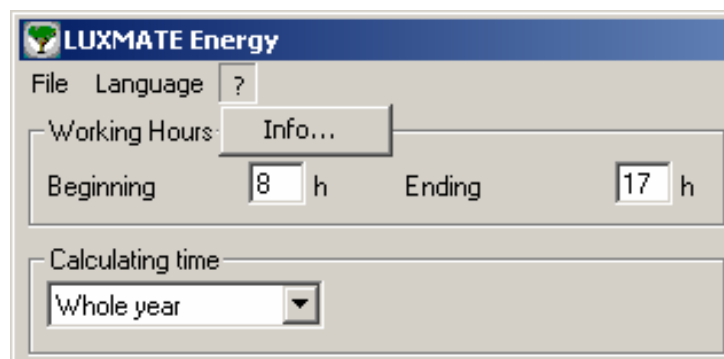 LUXMATE Energy
File Language ?
Info...
Working Hours
Beginning 8 h Ending 17 h
Calculating time
Whole year